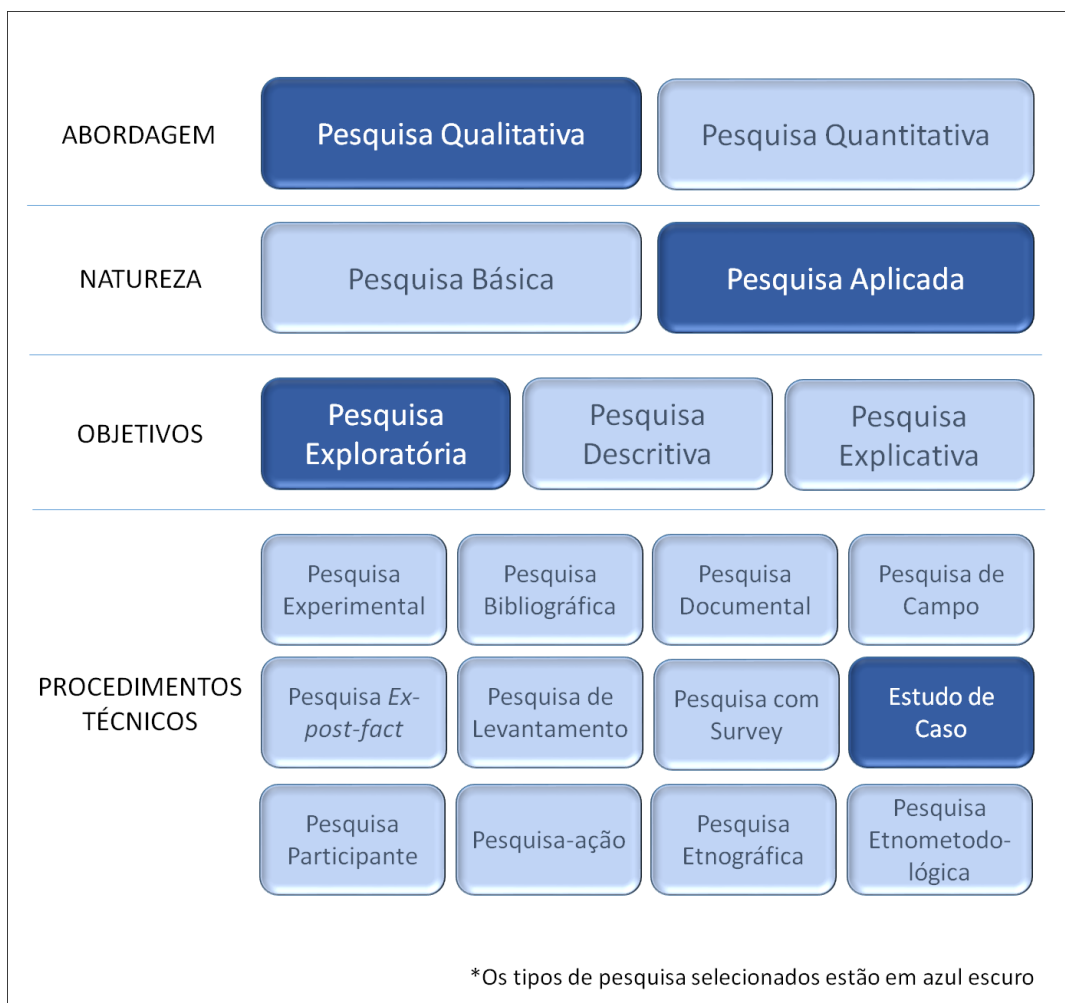 ABORDAGEM
Pesquisa Qualitativa
Pesquisa Quantitativa
NATUREZA
Pesquisa Básica
Pesquisa Aplicada
OBJETIVOS
Pesquisa
Exploratória
Pesquisa
Descritiva
Pesquisa
Explicativa
PROCEDIMENTOS
TÉCNICOS
Pesquisa
Experimental
Pesquisa
Bibliográfica
Pesquisa
Documental
Pesquisa de
Campo
Pesquisa Ex-
post-fact
Pesquisa de
Levantamento
Pesquisa com
Survey
Estudo de
Caso
Pesquisa
Participante
Pesquisa-ação
Pesquisa
Etnográfica
Pesquisa
Etnometodo-
lógica
*Os tipos de pesquisa selecionados estão em azul escuro